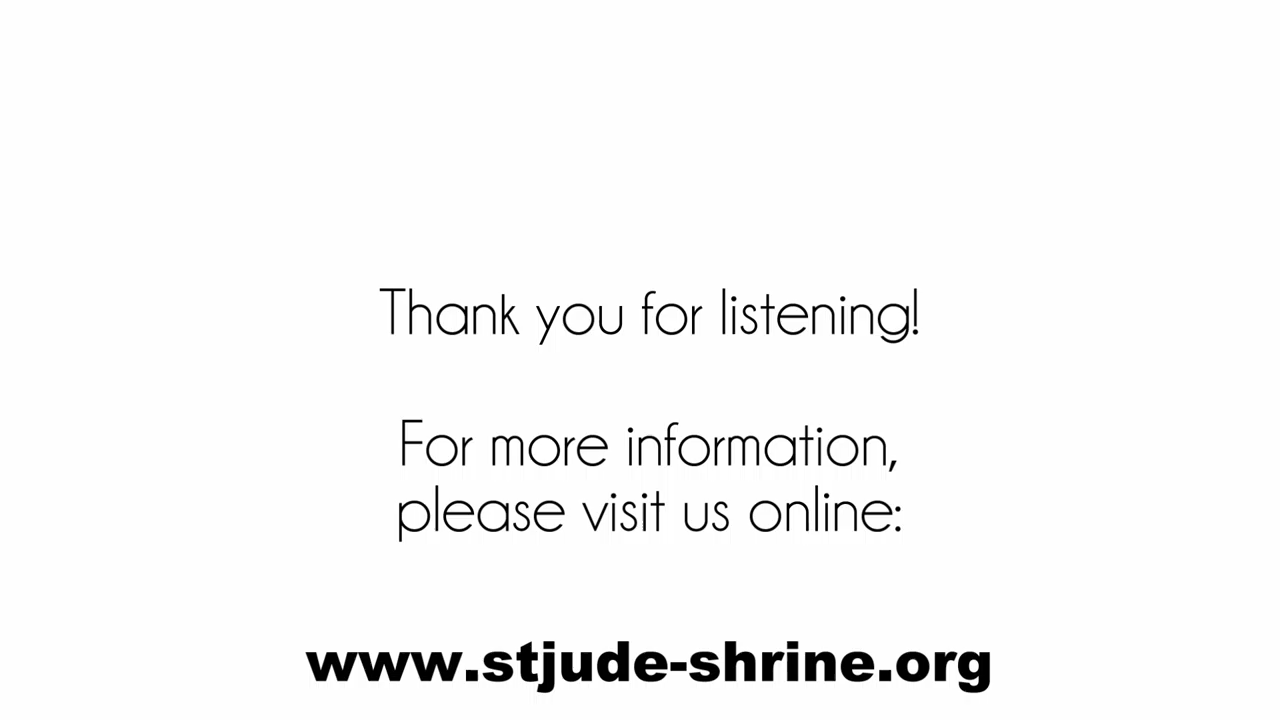 Thank you for listening!
For more information,
please visit us online:
www.stjude-shrine.org